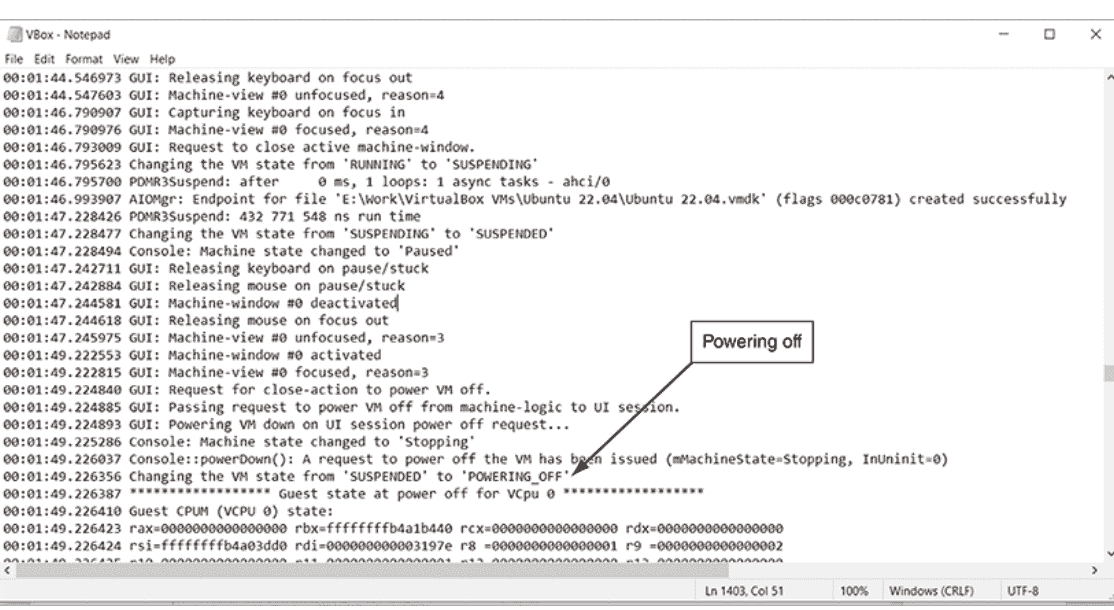 VBox - Notepad
File Edit Format View Help
00:01:44.546973 GUI: Releasing keyboard on focus out
00:01:44.547603 GUI: Machine-view #0 unfocused, reason=4
00:01:46.790907 GUI: Capturing keyboard on focus in
00:01:46.790976 GUI: Machine-view #0 focused, reason=4
00:01:46.793009 GUI: Request to close active machine-window.
00:01:46.795623 Changing the VM state from 'RUNNING' to 'SUSPENDING'
00:01:46.795700 PDMR3Suspend: after     0 ms, 1 loops: 1 async tasks - ahci/0
00:01:46.993907 AIOMgr: Endpoint for file 'E:\Work\VirtualBox VMs\Ubuntu 22.04\Ubuntu 22.04.vmdk' (flags 000c0781) created successfully
00:01:47.228426 PDMR3Suspend: 432 771 548 ns run time
00:01:47.228477 Changing the VM state from 'SUSPENDING' to 'SUSPENDED'
00:01:47.228494 Console: Machine state changed to 'Paused'
00:01:47.242711 GUI: Releasing keyboard on pause/stuck
00:01:47.242884 GUI: Releasing mouse on pause/stuck
00:01:47.244581 GUI: Machine-window #0 deactivated
00:01:47.244618 GUI: Releasing mouse on focus out
00:01:47.245975 GUI: Machine-view #0 unfocused, reason=3
00:01:49.222553 GUI: Machine-window #0 activated
00:01:49.222815 GUI: Machine-view #0 focused, reason=3
Powering off
00:01:49.224840 GUI: Request for close-action to power VM off.
00:01:49.224885 GUI: Passing request to power VM off from machine-logic to UI session.
00:01:49.224893 GUI: Powering VM down on UI session power off request...
00:01:49.225286 Console: Machine state changed to 'Stopping'
00:01:49.226037 Console::powerDown(): A request to power off the VM has been issued (mMachineState=Stopping, InUninit=0)
00:01:49.226356 Changing the VM state from 'SUSPENDED' to 'POWERING_OFF'
00:01:49.226387 ****************** Guest state at power off for VCpu 0 ******************
00:01:49.226410 Guest CPUM (VCPU 0) state:
00:01:49.226423 rax=0000000000000000 rbx=ffffffffb4a1b440 rcx=0000000000000000 rdx=0000000000000000
00:01:49.226424 rsi=ffffffffb4a03dd0 rdi=000000000003197e r8 =0000000000000001 r9 =0000000000000002
Ln 1403, Col 51
100%
Windows (CRLF)
UTF-8